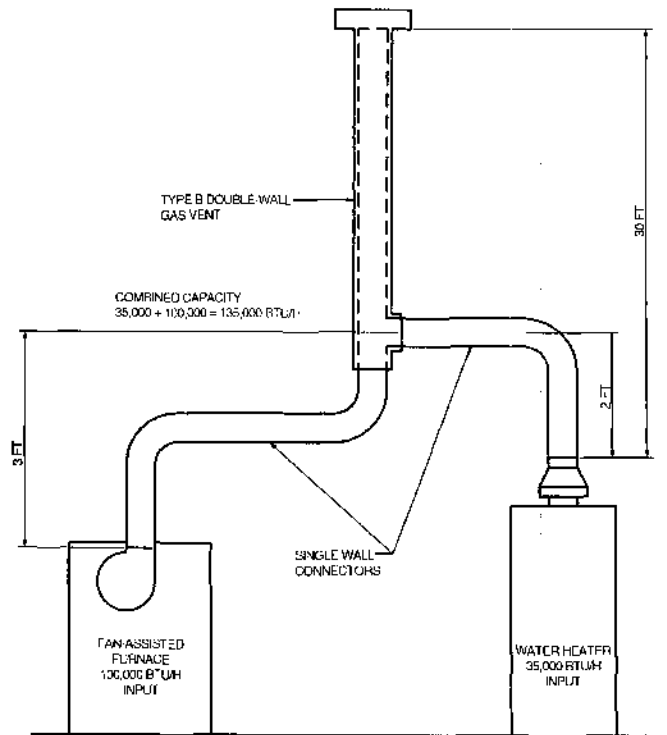 TYPE B DOUBLE-WALL
GAS VENT
30 FT
COMBINED CAPACITY
35,000 + 100,000 = 135,000 BTU/H
2 FT
3 FT
SINGLE WALL
CONNECTORS
FAN-ASSISTED
FURNACE
100,000 BTU/H
INPUT
WATER HEATER
35,000 BTU/H
INPUT